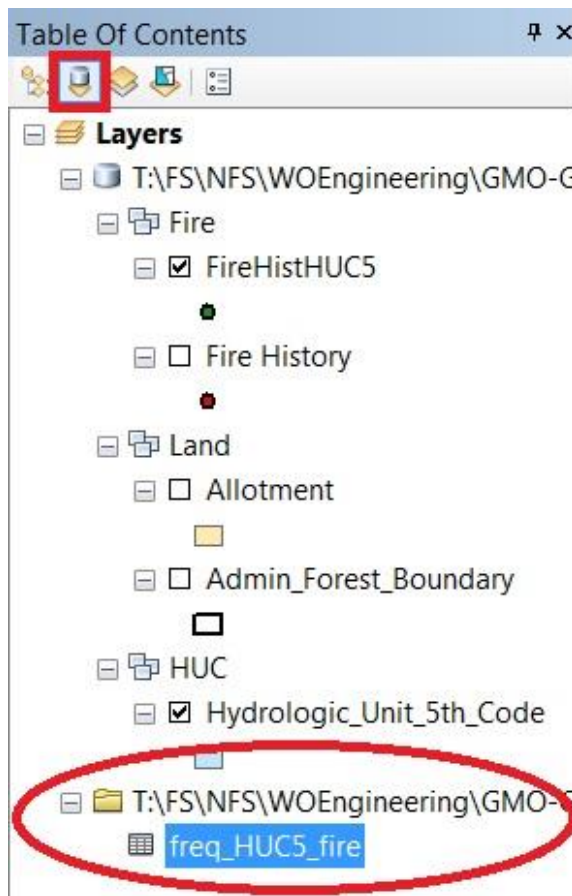 Table Of Contents
Layers
T:\FS\NFS\WOEngineering\GMO-G
Fire
FireHistHUC5
Fire History
Land
Allotment
Admin_Forest_Boundary
HUC
Hydrologic_Unit_5th_Code
T:\FS\NFS\WOEngineering\GMO-G
freq_HUC5_fire